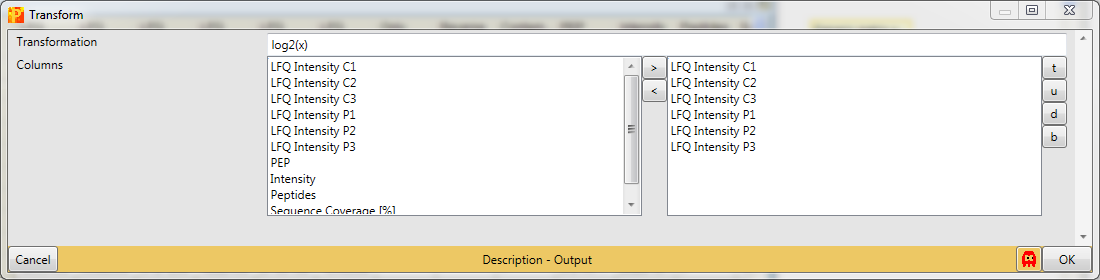 Transform
Transformation
log2(x)
Columns
LFQ Intensity C1
LFQ Intensity C2
LFQ Intensity C3
LFQ Intensity P1
LFQ Intensity P2
LFQ Intensity P3
PEP
Intensity
Peptides
Sequence Coverage [%]
>
<
LFQ Intensity C1
LFQ Intensity C2
LFQ Intensity C3
LFQ Intensity P1
LFQ Intensity P2
LFQ Intensity P3
t
u
d
b
Cancel
Description - Output
OK